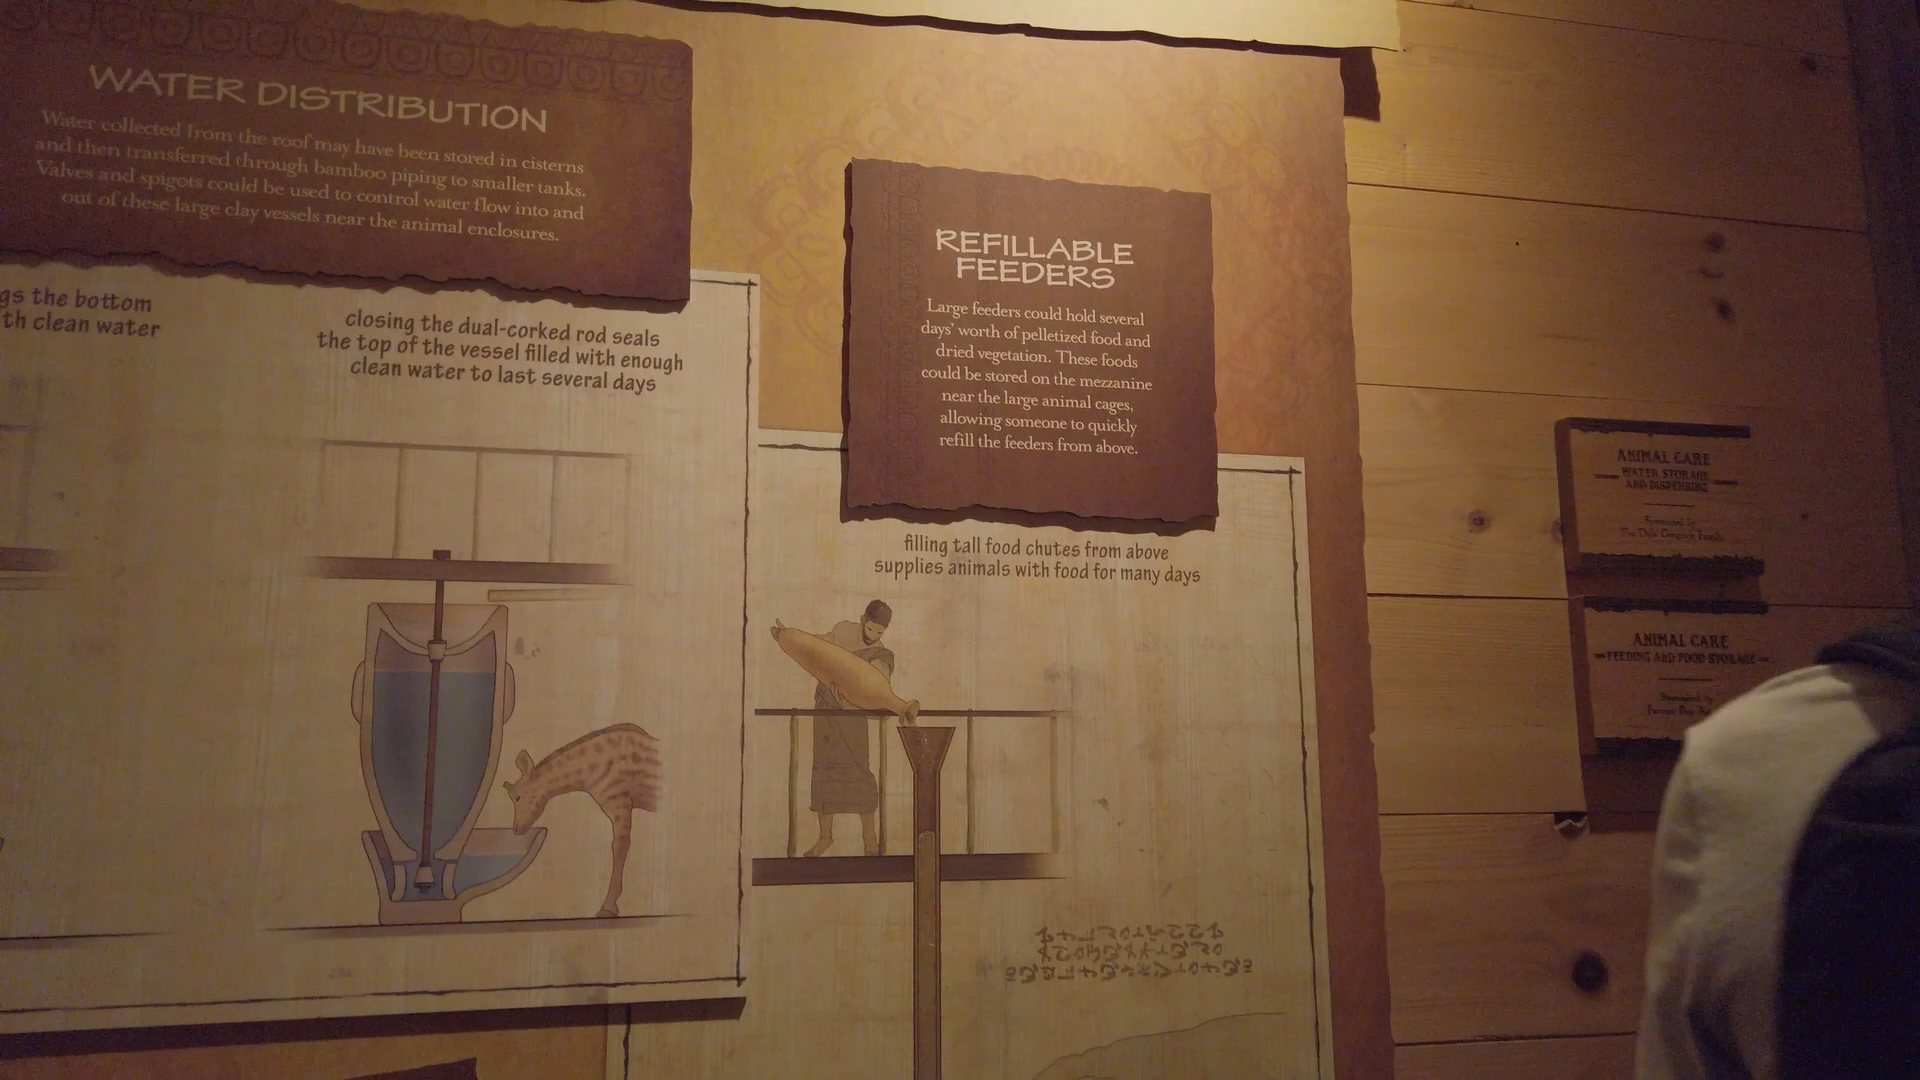 WATER DISTRIBUTION
Water collected from the roof may have been stored in cisterns
and then transferred through bamboo piping to smaller tanks.
Valves and spigots could be used to control water flow into and
out of these large clay vessels near the animal enclosures.
gs the bottom
th clean water
closing the dual-corked rod seals
the top of the vessel filled with enough
clean water to last several days
REFILLABLE
FEEDERS
Large feeders could hold several
days' worth of pelletized food and
dried vegetation. These foods
could be stored on the mezzanine
near the large animal cages,
allowing someone to quickly
refill the feeders from above.
filling tall food chutes from above
supplies animals with food for many days
ANIMAL CARE
WATER STORAGE
AND DISPENSING
Sponsored by
The Family
ANIMAL CARE
FEEDING AND FOOD STORAGE
Sponsored by